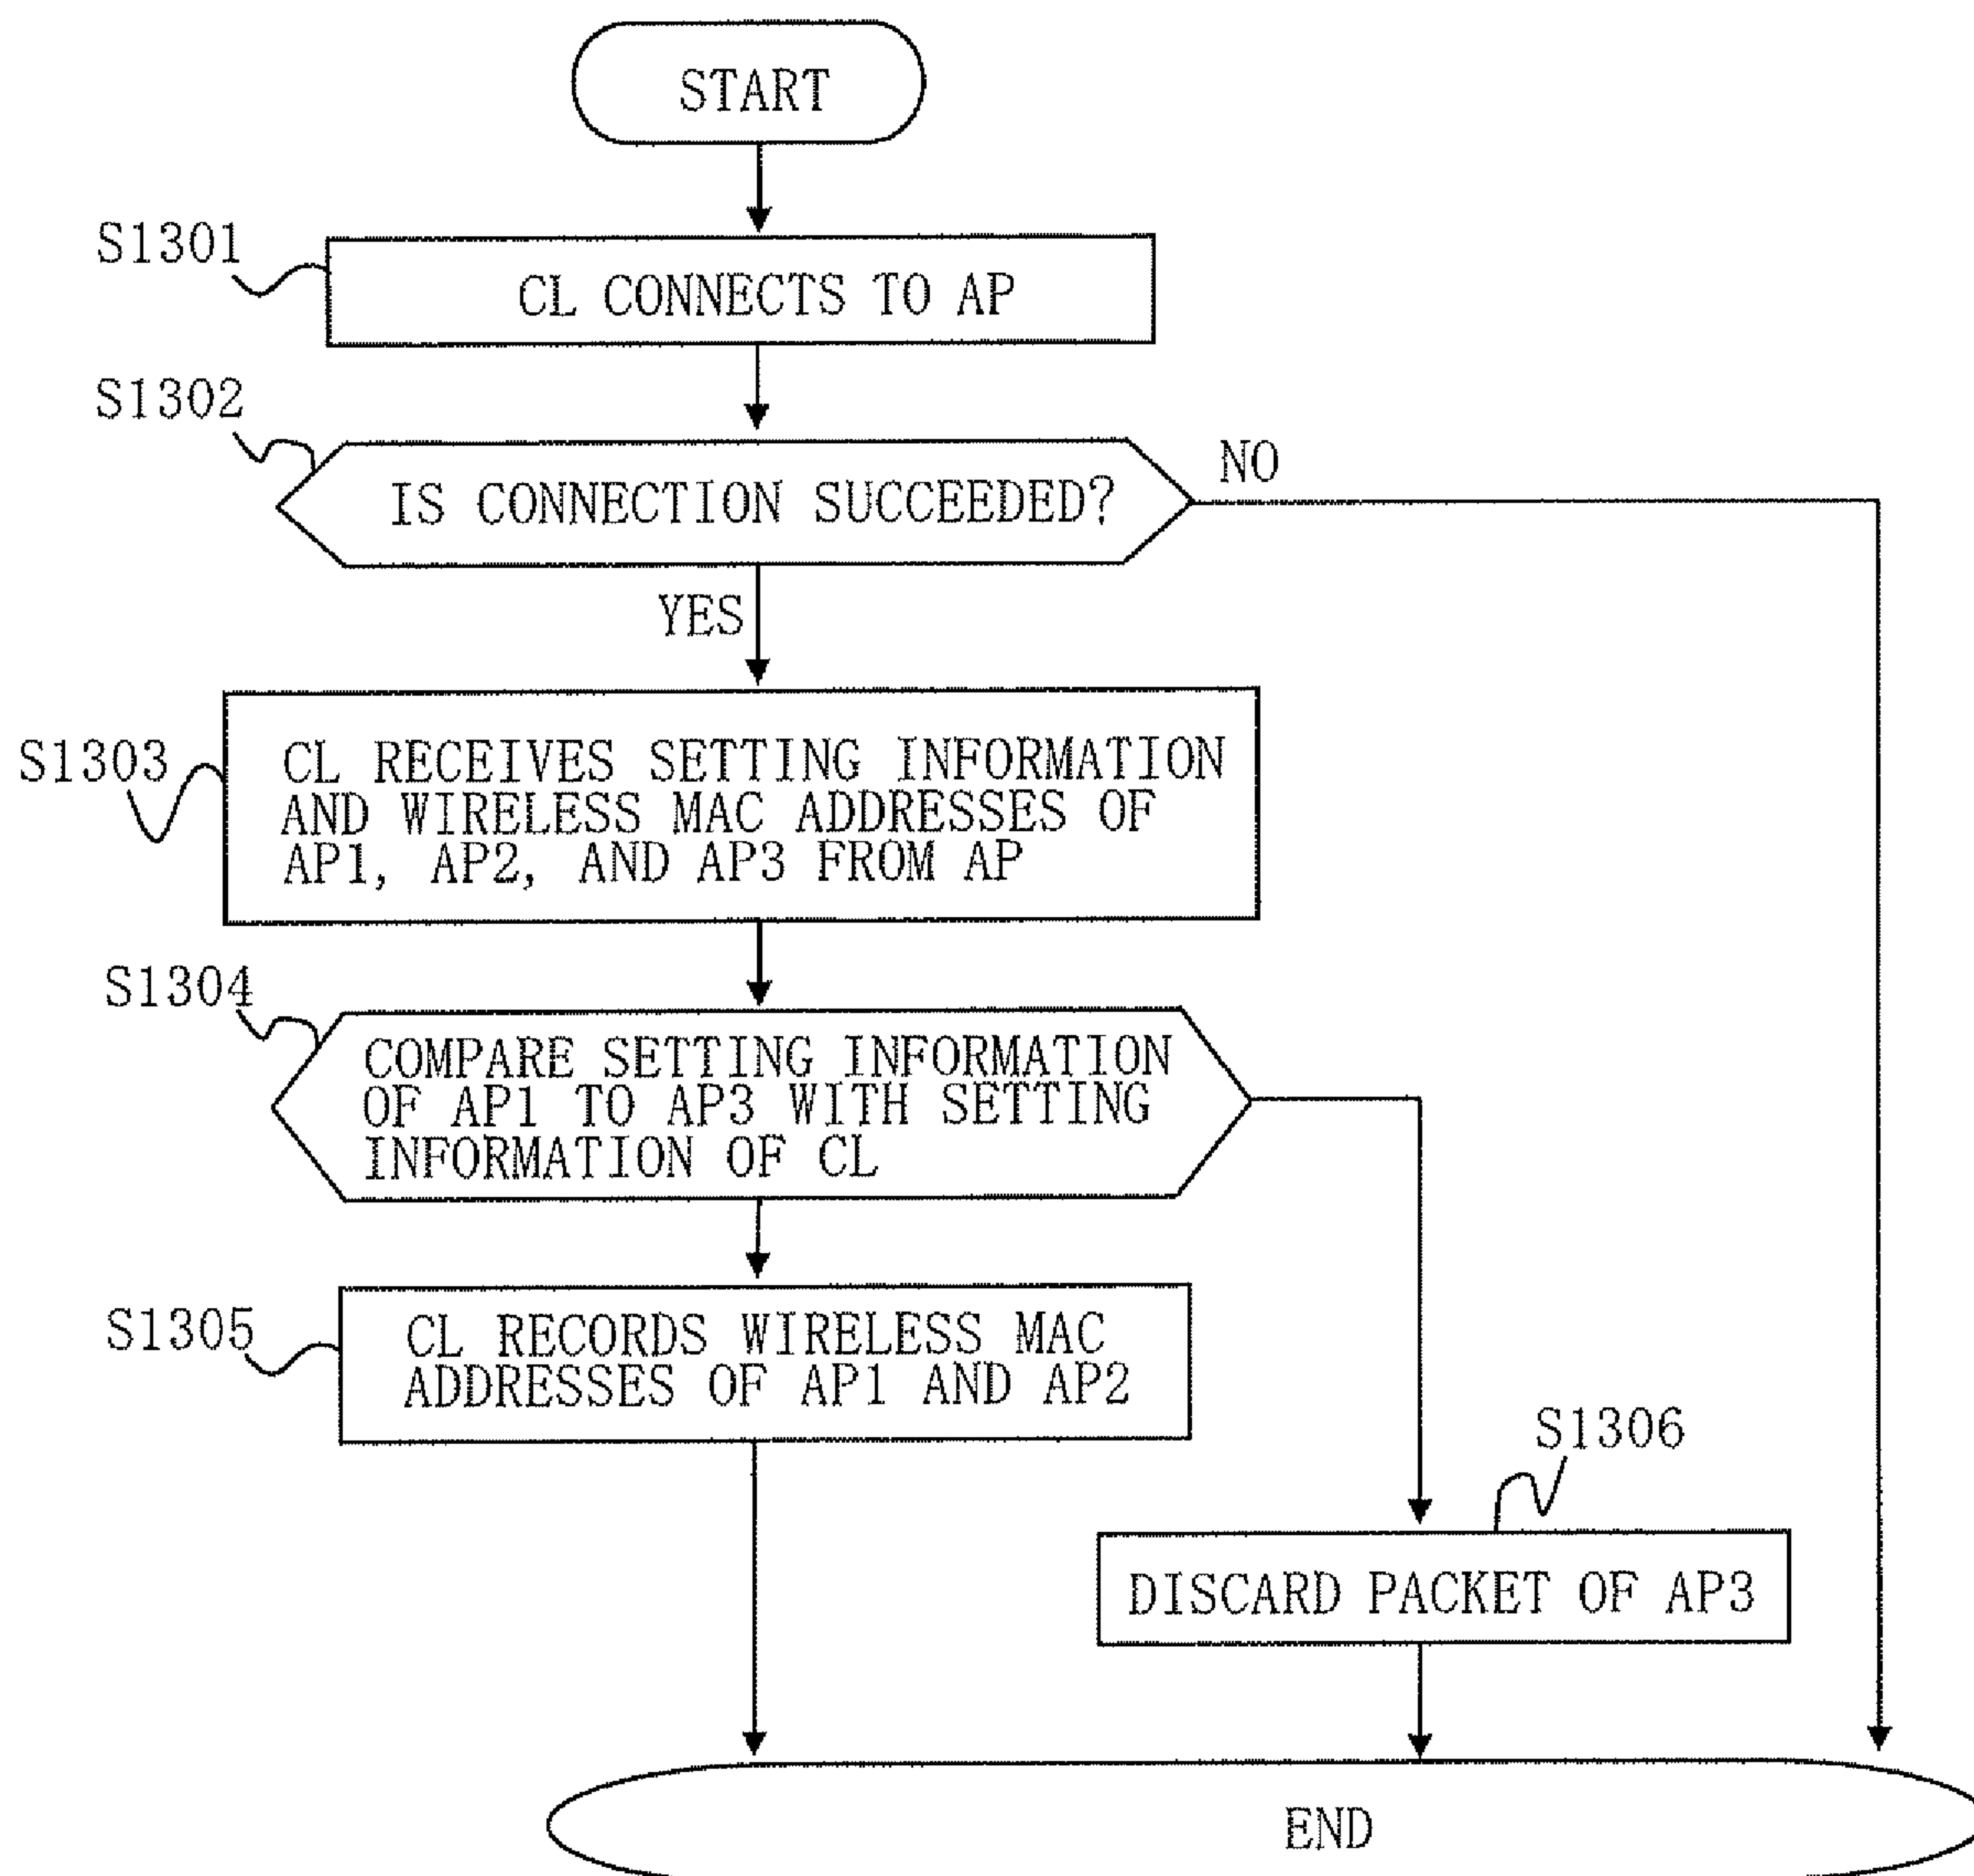 START
S1301
CL CONNECTS TO AP
S1302
IS CONNECTION SUCCEEDED?
NO
YES
S1303
CL RECEIVES SETTING INFORMATION
AND WIRELESS MAC ADDRESSES OF
AP1, AP2, AND AP3 FROM AP
S1304
COMPARE SETTING INFORMATION
OF AP1 TO AP3 WITH SETTING
INFORMATION OF CL
S1305
CL RECORDS WIRELESS MAC
ADDRESSES OF AP1 AND AP2
S1306
DISCARD PACKET OF AP3
END